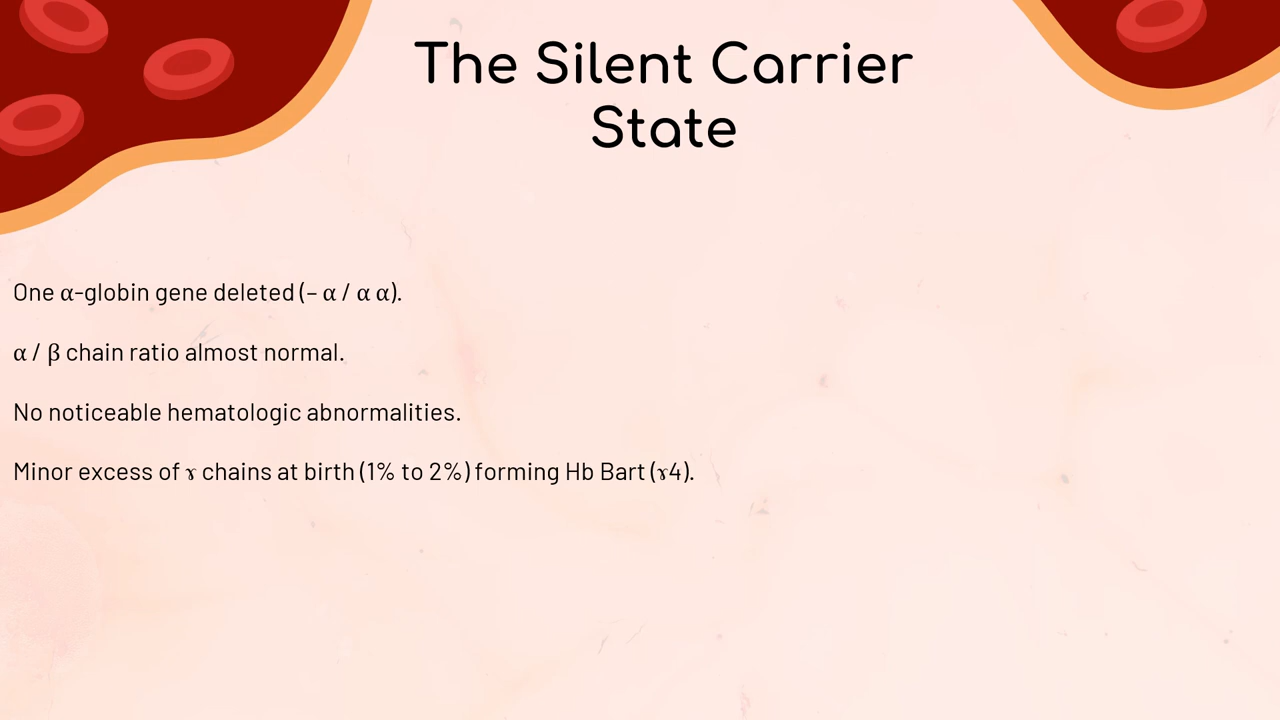 The Silent Carrier
State
One α-globin gene deleted (– α / α α).
α / β chain ratio almost normal.
No noticeable hematologic abnormalities.
Minor excess of ɤ chains at birth (1% to 2%) forming Hb Bart (ɤ4).